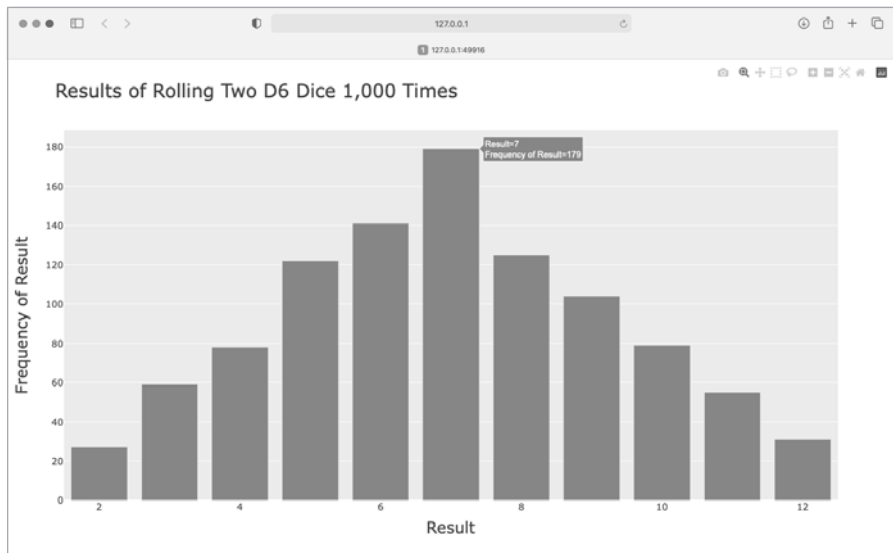 127.0.0.1
1 127.0.0.1:49916
Results of Rolling Two D6 Dice 1,000 Times
Result=7
Frequency of Result=179
Frequency of Result
180
160
140
120
100
80
60
40
20
0
2 4 6 8 10 12
Result